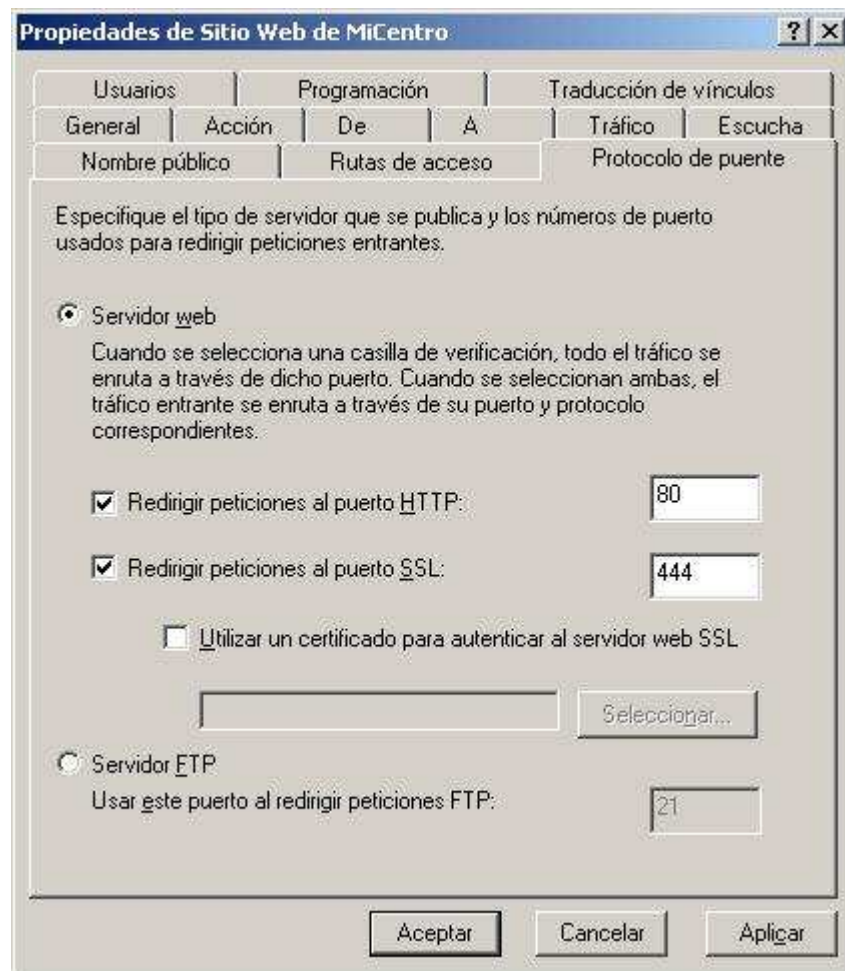 Propiedades de Sitio Web de MiCentro
Usuarios Programación Traducción de vínculos
General Acción De A Tráfico Escucha
Nombre público Rutas de acceso Protocolo de puente
Especifique el tipo de servidor que se publica y los números de puerto
usados para redirigir peticiones entrantes.
Servidor web
Cuando se selecciona una casilla de verificación, todo el tráfico se
enruta a través de dicho puerto. Cuando se seleccionan ambas, el
tráfico entrante se enruta a través de su puerto y protocolo
correspondientes.
Redirigir peticiones al puerto HTTP: 80
Redirigir peticiones al puerto SSL: 444
Utilizar un certificado para autenticar al servidor web SSL
Seleccionar...
Servidor FTP
Usar este puerto al redirigir peticiones FTP: 21
Aceptar Cancelar Aplicar